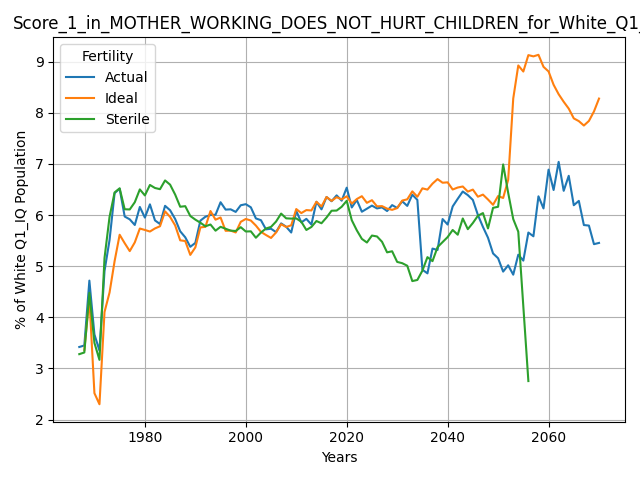 Score_1_in_MOTHER_WORKING_DOES_NOT_HURT_CHILDREN_for_White_Q1_
Fertility
Actual
Ideal
Sterile
% of White Q1_IQ Population
9
8
7
6
5
4
3
2
1980
2000
2020
2040
2060
Years